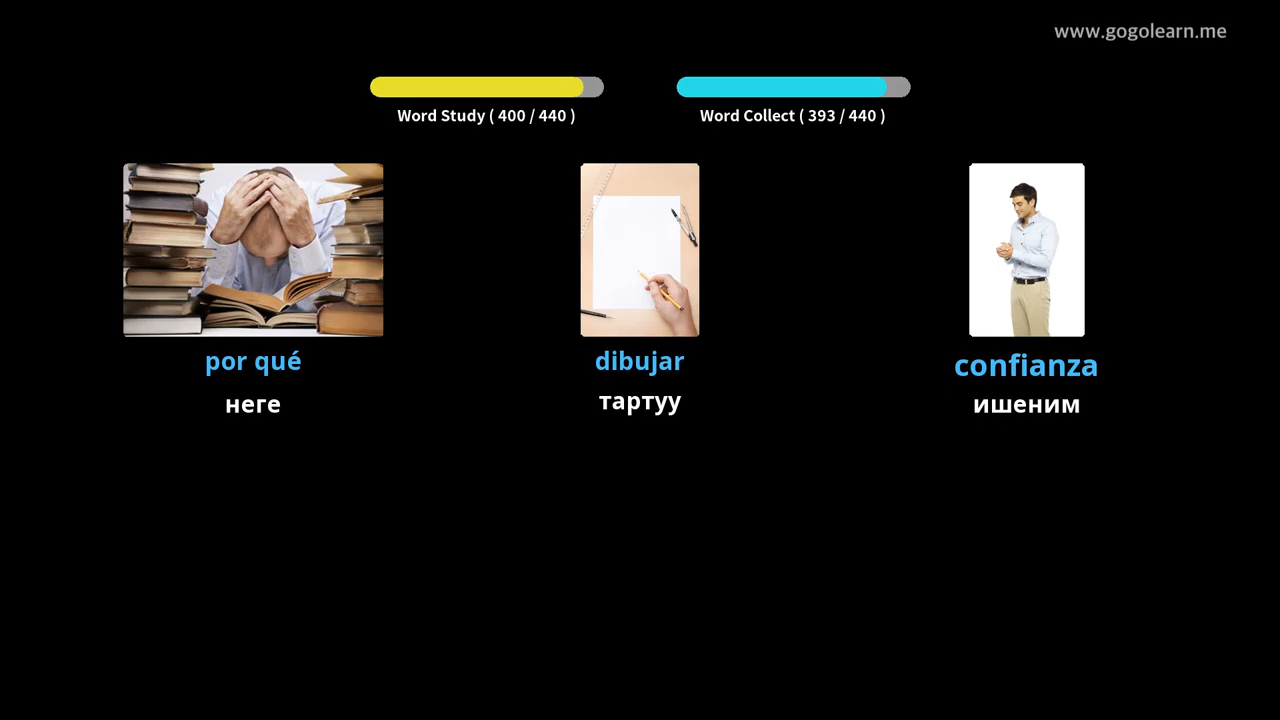 www.gogolearn.me
Word Study ( 400 / 440 )
Word Collect ( 393 / 440 )
por qué
dibujar
confianza
неге
тартуу
ишеним